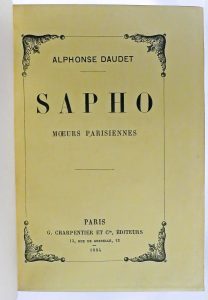 ALPHONSE DAUDET
SAPHO
MŒURS PARISIENNES
PARIS
G. CHARPENTIER ET Cie, ÉDITEURS
13, RUE DE GRENELLE, 13
1884